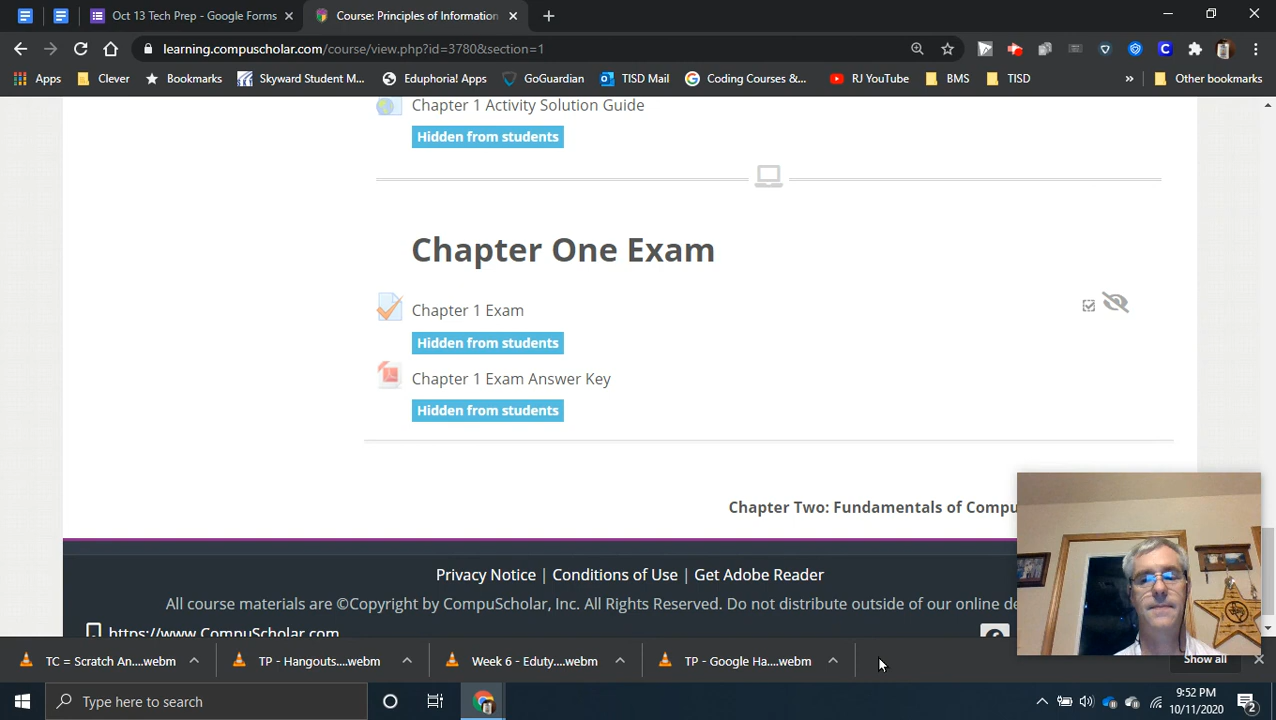 Oct 13 Tech Prep - Google Forms
Course: Principles of Information
learning.compuscholar.com/course/view.php?id=3780&section=1
Apps
Clever
Bookmarks
Skyward Student M...
Euphoria! Apps
GoGuardian
TISD Mail
Coding Courses &...
RJ YouTube
BMS
TISD
»
Other bookmarks
Chapter 1 Activity Solution Guide
Hidden from students
Chapter One Exam
Chapter 1 Exam
Hidden from students
Chapter 1 Exam Answer Key
Hidden from students
Chapter Two: Fundamentals of Compu
Privacy Notice | Conditions of Use | Get Adobe Reader
All course materials are ©Copyright by CompuScholar, Inc. All Rights Reserved. Do not distribute outside of our online de
https://www.CompuScholar.com
TC = Scratch An....webm
TP - Hangouts....webm
Week 6 - Eduty....webm
TP - Google Ha....webm
Show all
Type here to search
9:52 PM
10/11/2020
2